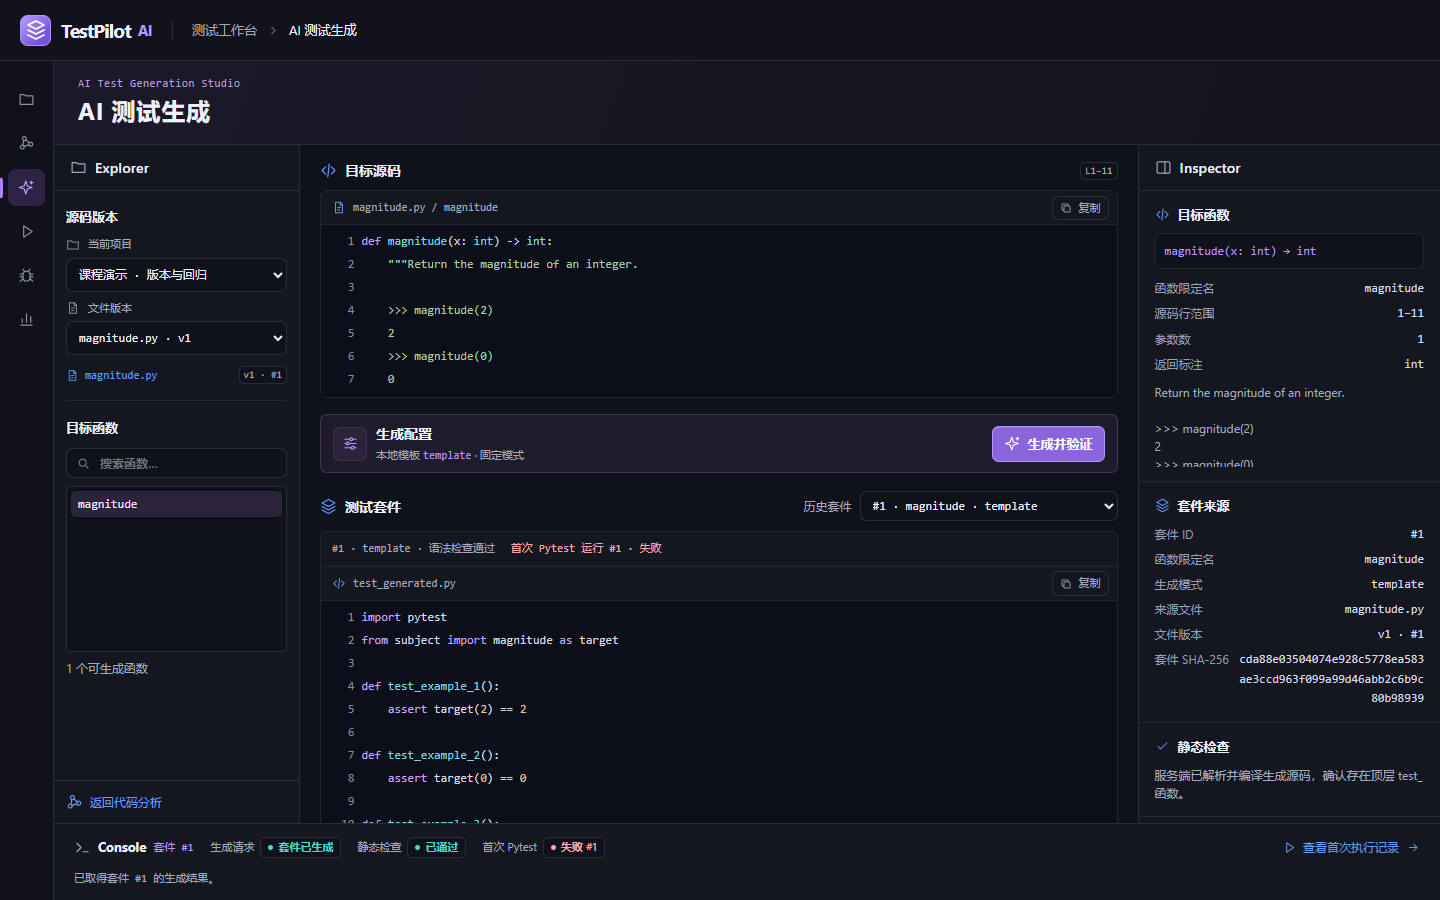 TestPilot AI
测试工作台 > AI 测试生成
AI Test Generation Studio
AI 测试生成
Explorer
源码版本
当前项目
课程演示 · 版本与回归
文件版本
magnitude.py · v1
magnitude.py
v1 · #1
目标函数
搜索函数...
magnitude
1 个可生成函数
返回代码分析
目标源码
L1–11
magnitude.py / magnitude
复制
1 def magnitude(x: int) -> int:
2 """Return the magnitude of an integer.
3
4 >>> magnitude(2)
5 2
6 >>> magnitude(0)
7 0
生成配置
本地模板 template · 固定模式
生成并验证
测试套件
历史套件
#1 · magnitude · template
#1 · template · 语法检查通过 首次 Pytest 运行 #1 · 失败
test_generated.py
复制
1 import pytest
2 from subject import magnitude as target
3
4 def test_example_1():
5 assert target(2) == 2
6
7 def test_example_2():
8 assert target(0) == 0
9
10 def test_example_3():
Inspector
目标函数
magnitude(x: int) → int
函数限定名 magnitude
源码行范围 1–11
参数数 1
返回标注 int
Return the magnitude of an integer.
>>> magnitude(2)
2
>>> magnitude(0)
套件来源
套件 ID #1
函数限定名 magnitude
生成模式 template
来源文件 magnitude.py
文件版本 v1 · #1
套件 SHA-256 cda88e03504074e928c5778ea583
ae3ccd963f099a99d46abb2c6b9c
80b98939
静态检查
服务端已解析并编译生成源码，确认存在顶层 test_
函数。
Console 套件 #1 生成请求 套件已生成 静态检查 已通过 首次 Pytest 失败 #1
查看首次执行记录 →
已取得套件 #1 的生成结果。